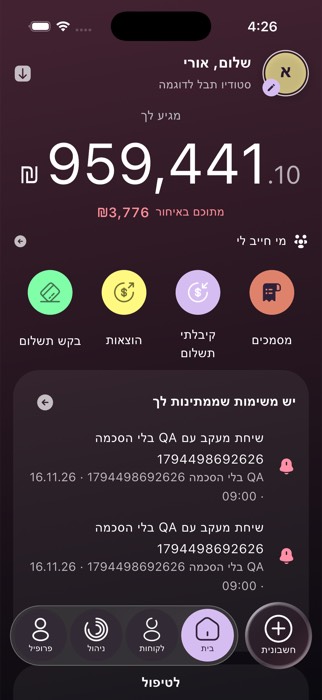 4:26
שלום, אורי
סטודיו תבל לדוגמה
א
מגיע לך
₪ 959,441.10
₪3,776 מתוכם באיחור
מי חייב לי
מסמכים
קיבלתי
תשלום
הוצאות
בקש תשלום
יש משימות שממתינות לך
שיחת מעקב עם QA בלי הסכמה
1794498692626
QA בלי הסכמה 1794498692626 · 16.11.26
· 09:00
שיחת מעקב עם QA בלי הסכמה
1794498692626
QA בלי הסכמה 1794498692626 · 16.11.26
· 09:00
חשבונית
בית
לקוחות
ניהול
פרופיל
לטיפול